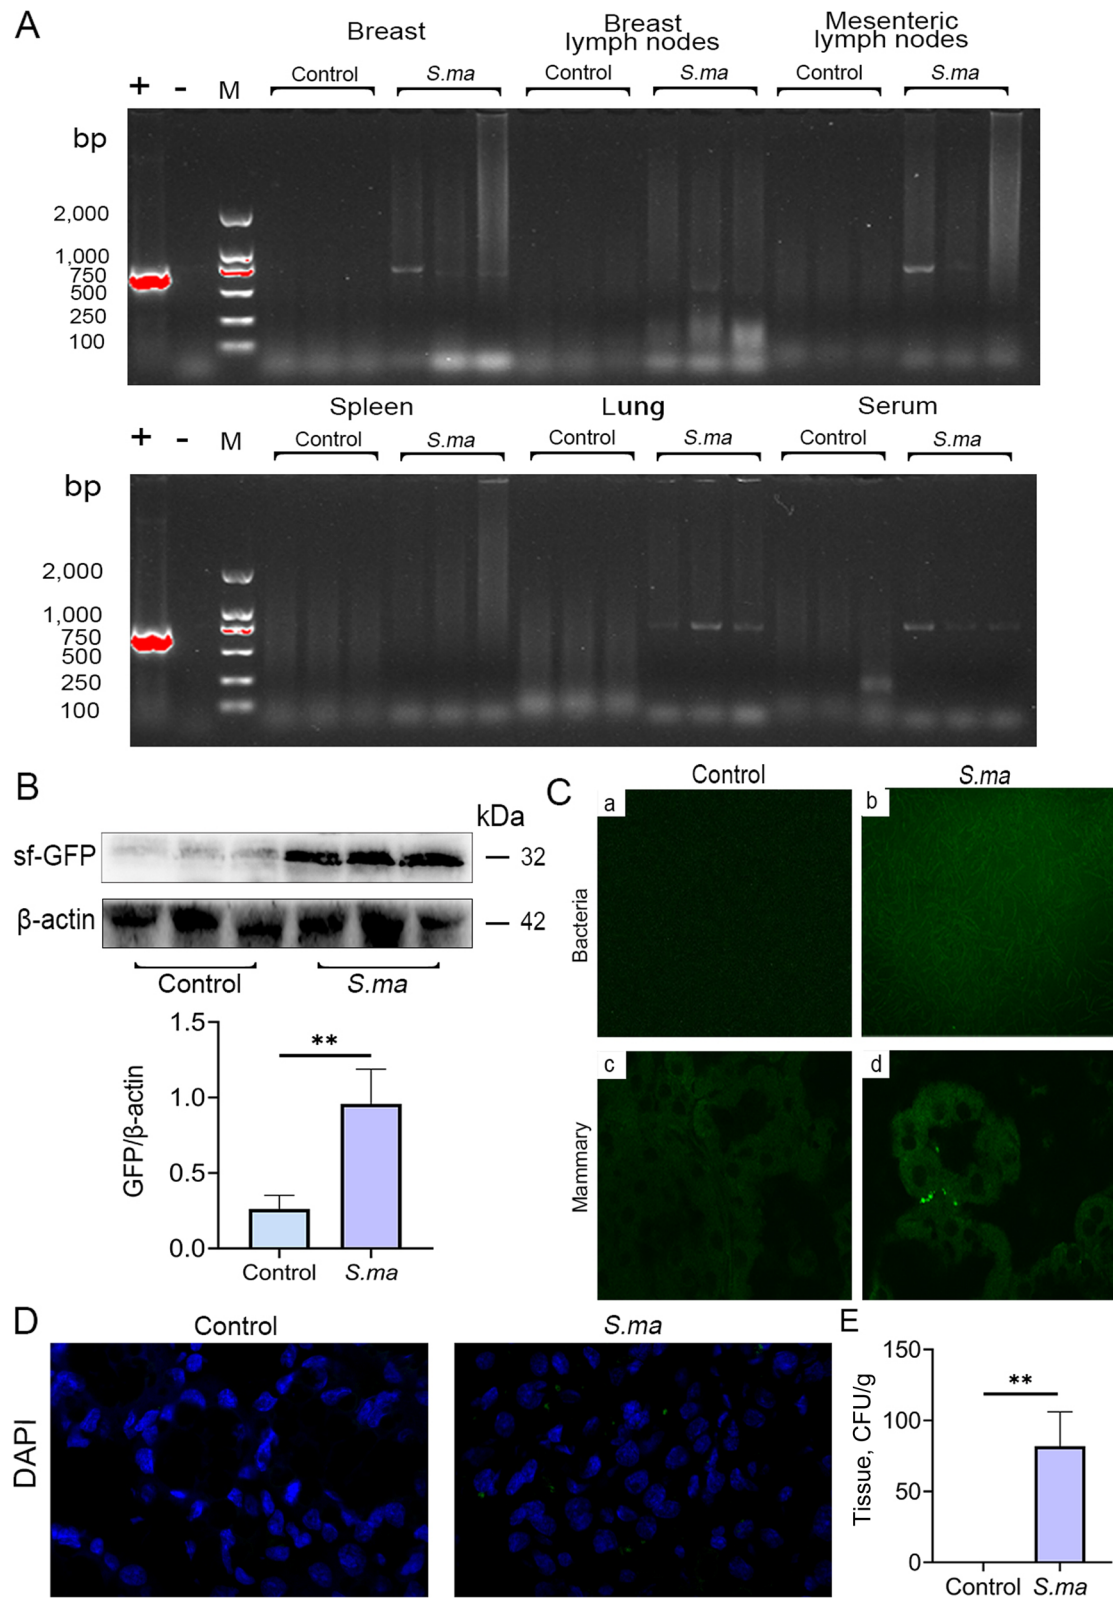 A
Breast
Breast
lymph nodes
Mesenteric
lymph nodes
+ - M
Control
S.ma
Control
S.ma
Control
S.ma
bp
2,000
1,000
750
500
250
100
Spleen
Lung
Serum
+ - M
Control
S.ma
Control
S.ma
Control
S.ma
bp
2,000
1,000
750
500
250
100
B
kDa
sf-GFP
32
β-actin
42
Control
S.ma
1.5
1.0
0.5
0.0
GFP/β-actin
**
Control
S.ma
C
Control
S.ma
Bacteria
a
b
Mammary
c
d
D
Control
S.ma
DAPI
E
150
100
50
0
Tissue, CFU/g
**
Control
S.ma